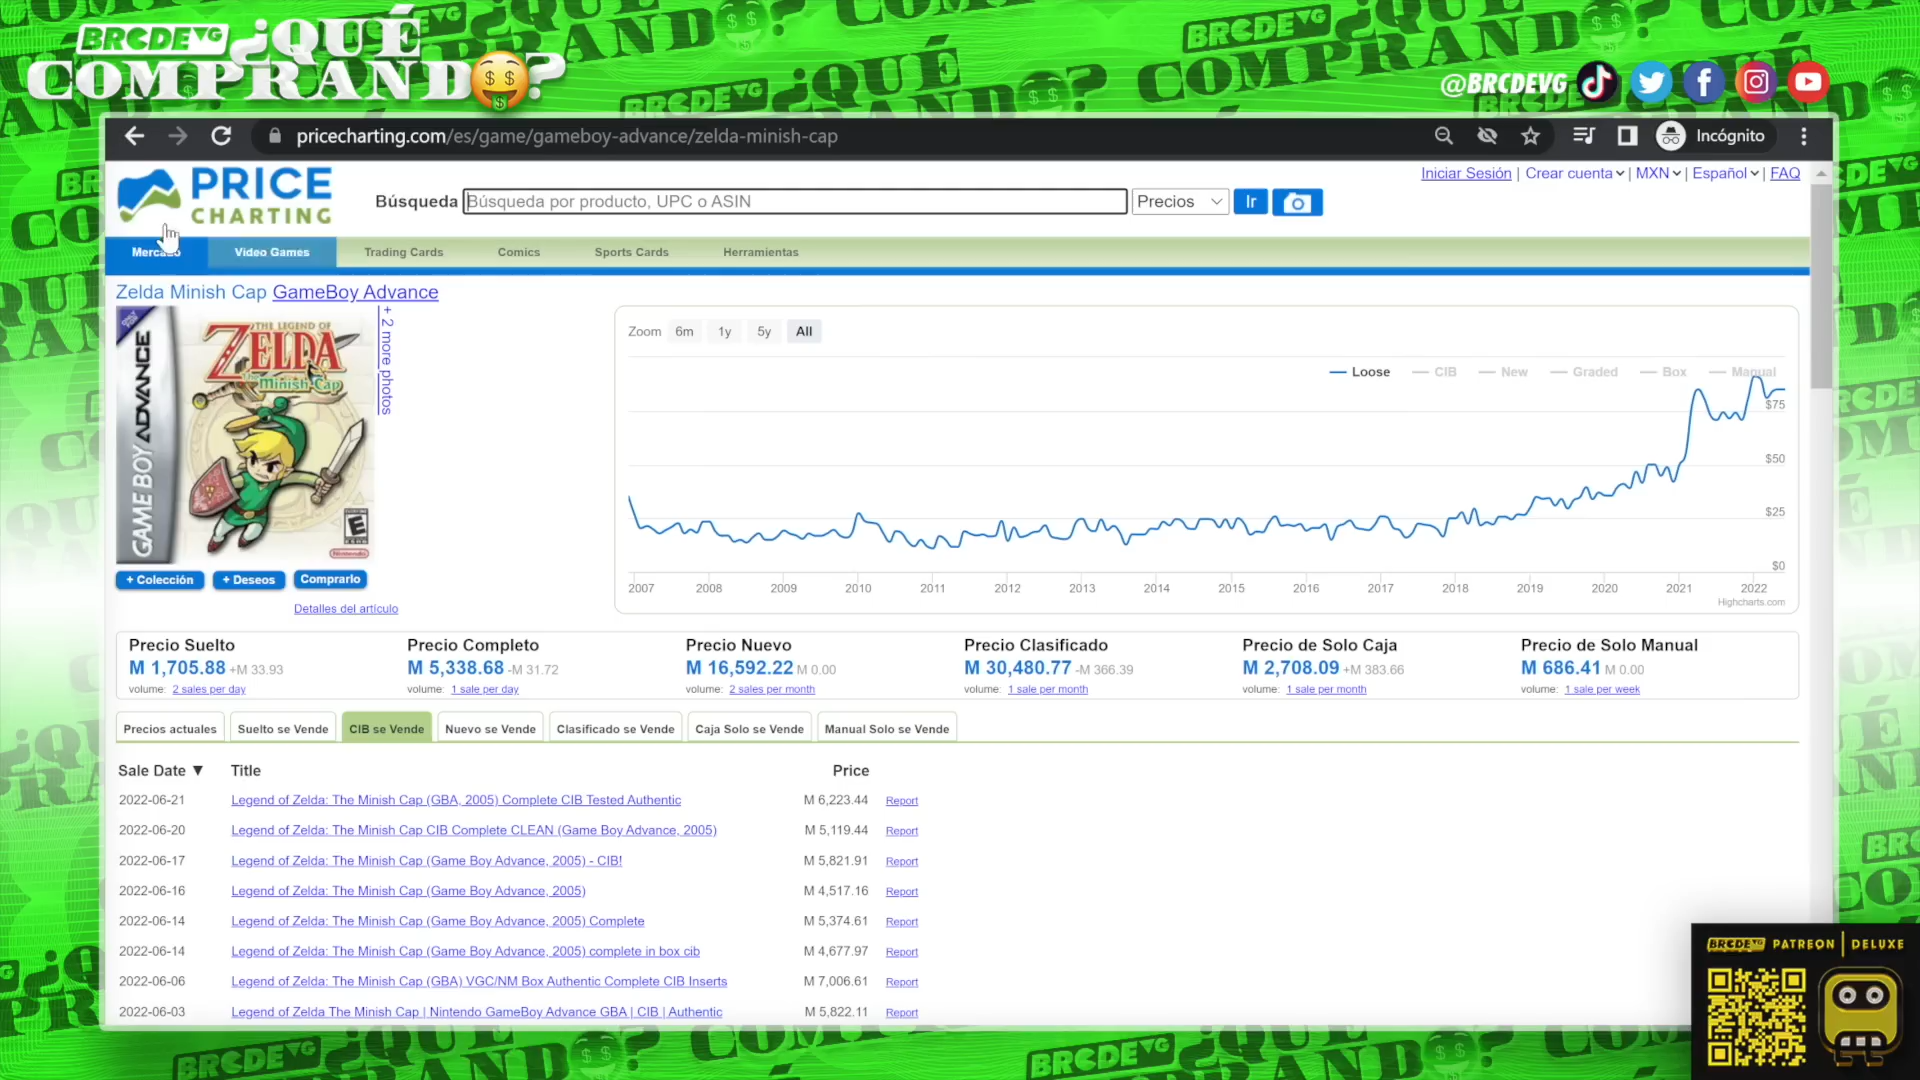 BRCDEVG ¿QUÉ
COMPRANDO?
@BRCDEVG
pricecharting.com/es/game/gameboy-advance/zelda-minish-cap
Incógnito
PRICE
CHARTING
Búsqueda Búsqueda por producto, UPC o ASIN Precios Ir
Iniciar Sesión | Crear cuenta | MXN | Español | FAQ
Mercado Video Games Trading Cards Comics Sports Cards Herramientas
Zelda Minish Cap GameBoy Advance
+ 2 more photos
GAME BOY ADVANCE
THE LEGEND OF
ZELDA
The Minish Cap
E
Nintendo
+ Colección + Deseos Comprarlo
Detalles del artículo
Zoom 6m 1y 5y All
Loose CIB New Graded Box Manual
$75
$50
$25
$0
2007 2008 2009 2010 2011 2012 2013 2014 2015 2016 2017 2018 2019 2020 2021 2022
Highcharts.com
Precio Suelto Precio Completo Precio Nuevo Precio Clasificado Precio de Solo Caja Precio de Solo Manual
M 1,705.88 +M 33.93 M 5,338.68 -M 31.72 M 16,592.22 M 0.00 M 30,480.77 -M 366.39 M 2,708.09 +M 383.66 M 686.41 M 0.00
volume: 2 sales per day volume: 1 sale per day volume: 2 sales per month volume: 1 sale per month volume: 1 sale per month volume: 1 sale per week
Precios actuales Suelto se Vende CIB se Vende Nuevo se Vende Clasificado se Vende Caja Solo se Vende Manual Solo se Vende
Sale Date ▼ Title Price
2022-06-21 Legend of Zelda: The Minish Cap (GBA, 2005) Complete CIB Tested Authentic M 6,223.44 Report
2022-06-20 Legend of Zelda: The Minish Cap CIB Complete CLEAN (Game Boy Advance, 2005) M 5,119.44 Report
2022-06-17 Legend of Zelda: The Minish Cap (Game Boy Advance, 2005) - CIB! M 5,821.91 Report
2022-06-16 Legend of Zelda: The Minish Cap (Game Boy Advance, 2005) M 4,517.16 Report
2022-06-14 Legend of Zelda: The Minish Cap (Game Boy Advance, 2005) Complete M 5,374.61 Report
2022-06-14 Legend of Zelda: The Minish Cap (Game Boy Advance, 2005) complete in box cib M 4,677.97 Report
2022-06-06 Legend of Zelda: The Minish Cap (GBA) VGC/NM Box Authentic Complete CIB Inserts M 7,006.61 Report
2022-06-03 Legend of Zelda The Minish Cap | Nintendo GameBoy Advance GBA | CIB | Authentic M 5,822.11 Report
BRCDEVG PATREON | DELUXE